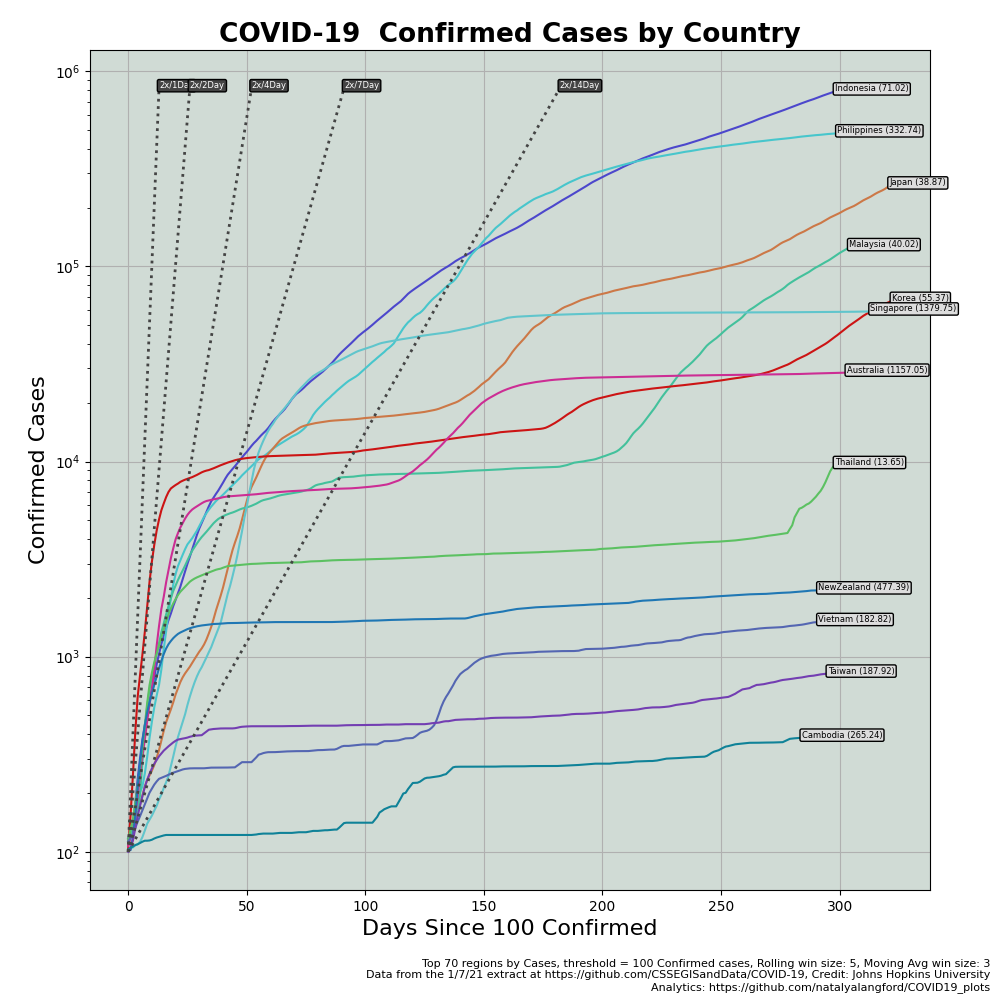 COVID-19  Confirmed Cases by Country
Confirmed Cases
10^6
10^5
10^4
10^3
10^2
2x/1Da
2x/2Day
2x/4Day
2x/7Day
2x/14Day
Indonesia (71.02)
Philippines (332.74)
Japan (38.87)
Malaysia (40.02)
Korea (55.37)
Singapore (1379.75)
Australia (1157.05)
Thailand (13.65)
NewZealand (477.39)
Vietnam (182.82)
Taiwan (187.92)
Cambodia (265.24)
0 50 100 150 200 250 300
Days Since 100 Confirmed
Top 70 regions by Cases, threshold = 100 Confirmed cases, Rolling win size: 5, Moving Avg win size: 3
Data from the 1/7/21 extract at https://github.com/CSSEGISandData/COVID-19, Credit: Johns Hopkins University
Analytics: https://github.com/natalyalangford/COVID19_plots